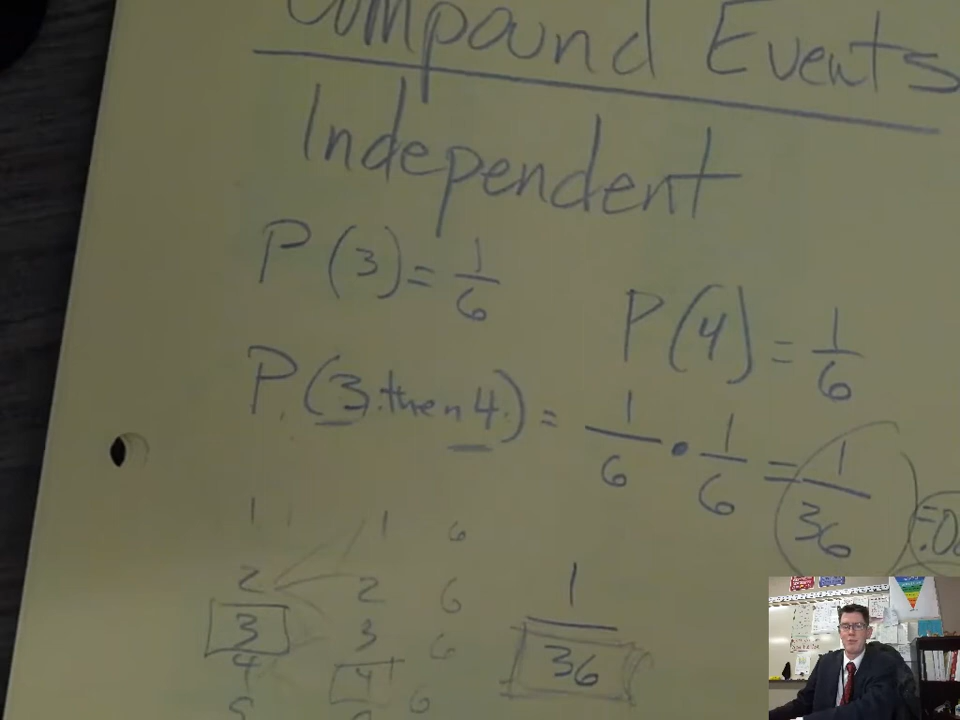 Compound Events
Independent
P(3) = 1/6
P(4) = 1/6
P(3 then 4) = 1/6 · 1/6 = 1/36
1 1 6
2 2 6
3 3 6
4 4 6
1/36